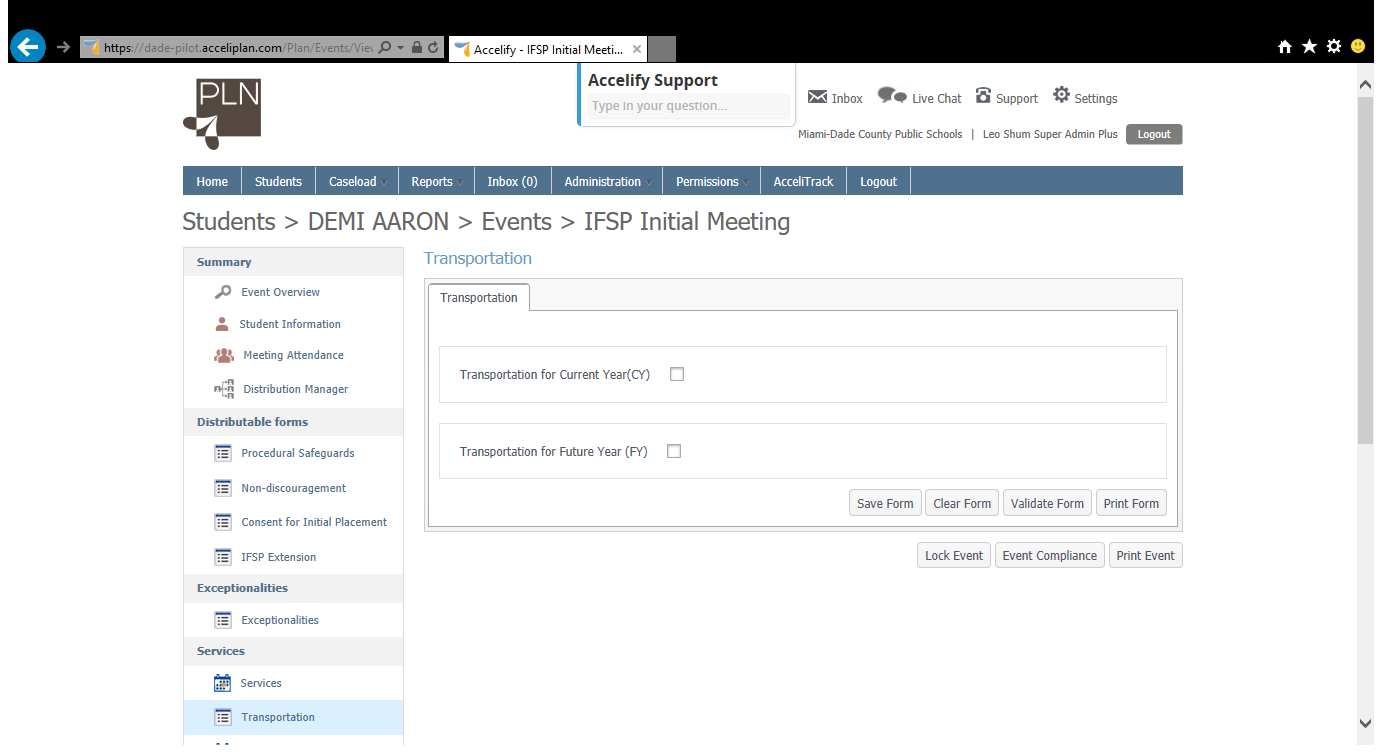 https://dade-pilot.acceliplan.com/Plan/Events/Viev
Accelify - IFSP Initial Meeti...
PLN
Accelify Support
Type in your question...
Inbox
Live Chat
Support
Settings
Miami-Dade County Public Schools | Leo Shum Super Admin Plus
Logout
Home
Students
Caseload
Reports
Inbox (0)
Administration
Permissions
AcceliTrack
Logout
Students > DEMI AARON > Events > IFSP Initial Meeting
Summary
Event Overview
Student Information
Meeting Attendance
Distribution Manager
Distributable forms
Procedural Safeguards
Non-discouragement
Consent for Initial Placement
IFSP Extension
Exceptionalities
Exceptionalities
Services
Services
Transportation
Transportation
Transportation
Transportation for Current Year(CY)
Transportation for Future Year (FY)
Save Form
Clear Form
Validate Form
Print Form
Lock Event
Event Compliance
Print Event